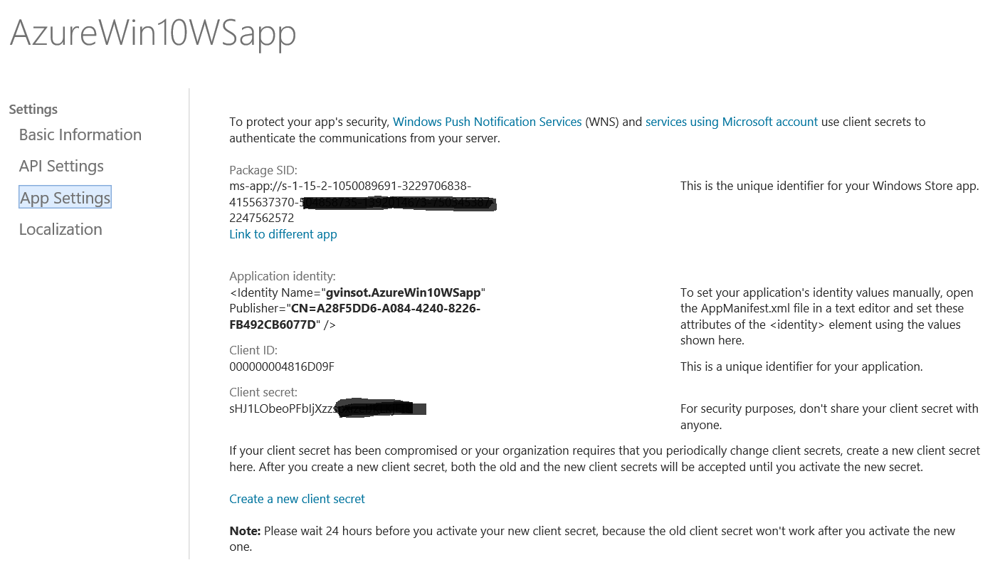 AzureWin10WSapp
Settings
Basic Information
API Settings
App Settings
Localization
To protect your app's security, Windows Push Notification Services (WNS) and services using Microsoft account use client secrets to
authenticate the communications from your server.
Package SID:
ms-app://s-1-15-2-1050089691-3229706838-
4155637370-
2247562572
This is the unique identifier for your Windows Store app.
Link to different app
Application identity:
<Identity Name="gvinsot.AzureWin10WSapp"
Publisher="CN=A28F5DD6-A084-4240-8226-
FB492CB6077D" />
To set your application's identity values manually, open
the AppManifest.xml file in a text editor and set these
attributes of the <identity> element using the values
shown here.
Client ID:
000000004816D09F
This is a unique identifier for your application.
Client secret:
For security purposes, don't share your client secret with
anyone.
If your client secret has been compromised or your organization requires that you periodically change client secrets, create a new client secret
here. After you create a new client secret, both the old and the new client secrets will be accepted until you activate the new secret.
Create a new client secret
Note: Please wait 24 hours before you activate your new client secret, because the old client secret won't work after you activate the new
one.